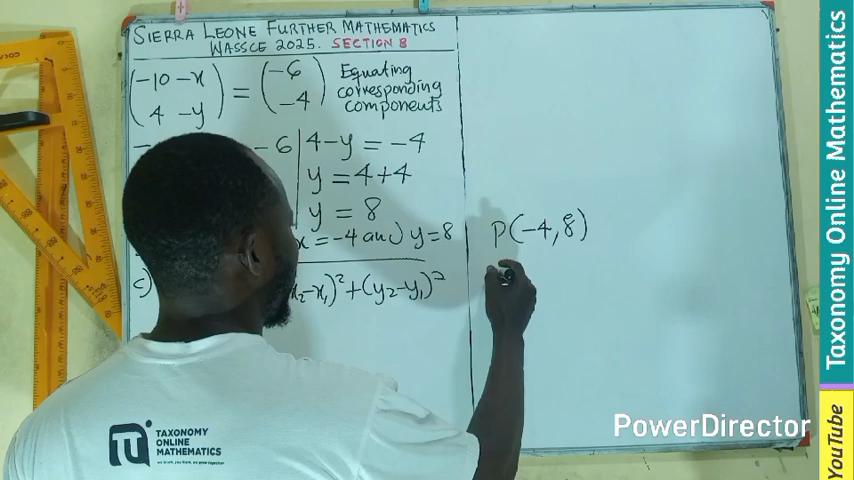 SIERRA LEONE FURTHER MATHEMATICS
WASSCE 2025. SECTION B
(-10 -x
4 -y) = (-6
-4)
Equating
corresponding
components
- 6
4-y = -4
y = 4+4
y = 8
x = -4 and y=8
c)
x₂-x₁)²+(y₂-y₁)²
P(-4,8)
TAXONOMY
ONLINE
MATHEMATICS
PowerDirector
Taxonomy Online Mathematics
YouTube